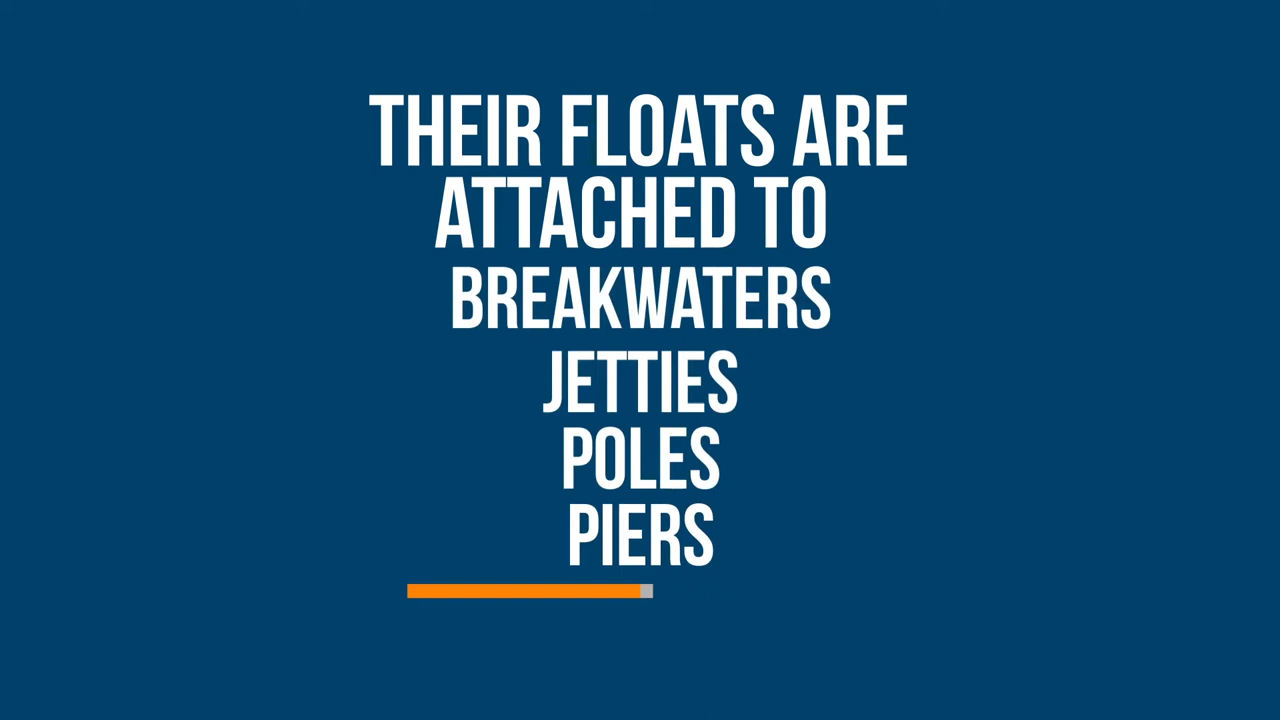 THEIR FLOATS ARE
ATTACHED TO
BREAKWATERS
JETTIES
POLES
PIERS